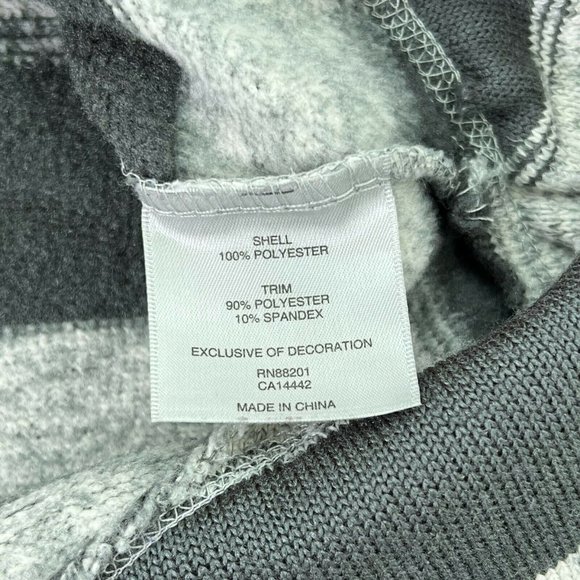 SHELL
100% POLYESTER
TRIM
90% POLYESTER
10% SPANDEX
EXCLUSIVE OF DECORATION
RN88201
CA14442
MADE IN CHINA